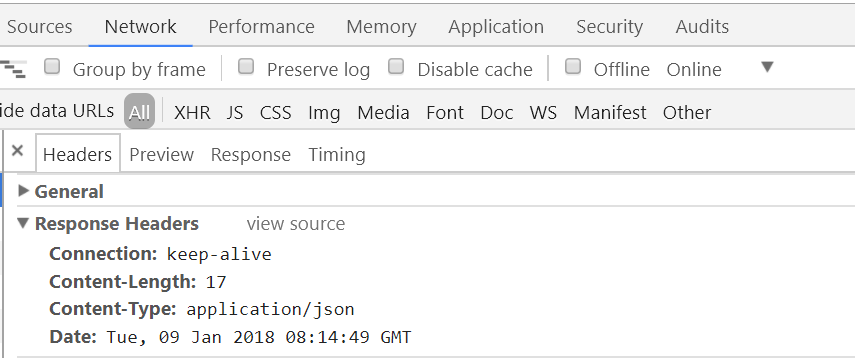 Sources Network Performance Memory Application Security Audits
Group by frame Preserve log Disable cache Offline Online ▼
ide data URLs All XHR JS CSS Img Media Font Doc WS Manifest Other
× Headers Preview Response Timing
▶ General
▼ Response Headers view source
Connection: keep-alive
Content-Length: 17
Content-Type: application/json
Date: Tue, 09 Jan 2018 08:14:49 GMT